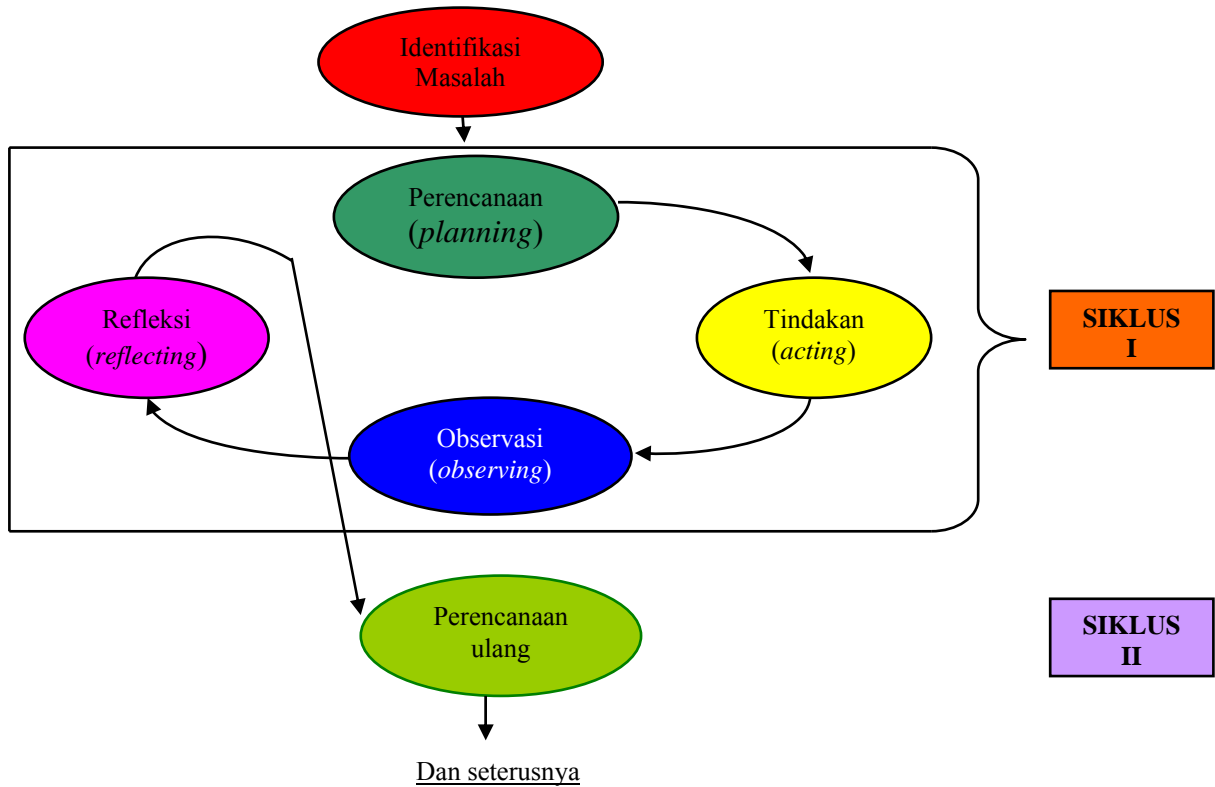 Identifikasi
Masalah
Perencanaan
(planning)
Refleksi
(reflecting)
Tindakan
(acting)
SIKLUS
I
Observasi
(observing)
Perencanaan
ulang
SIKLUS
II
Dan seterusnya